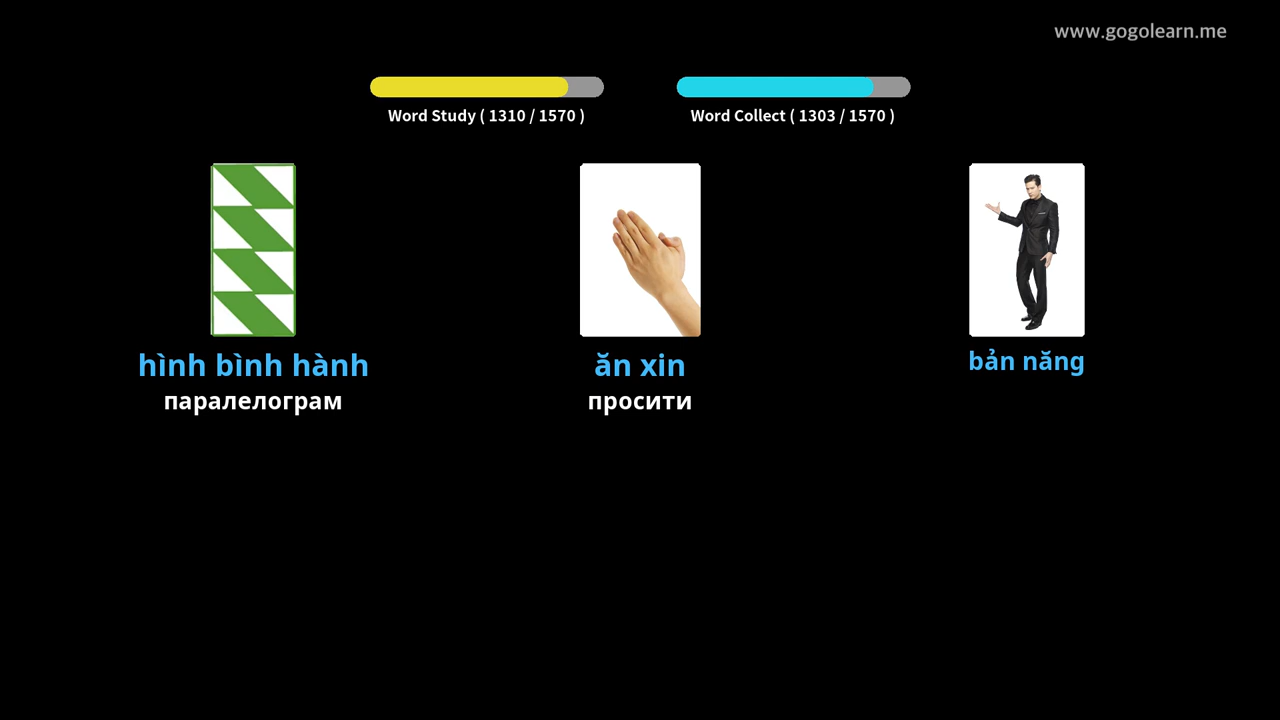 www.gogolearn.me
Word Study ( 1310 / 1570 )
Word Collect ( 1303 / 1570 )
hình bình hành
паралелограм
ăn xin
просити
bản năng